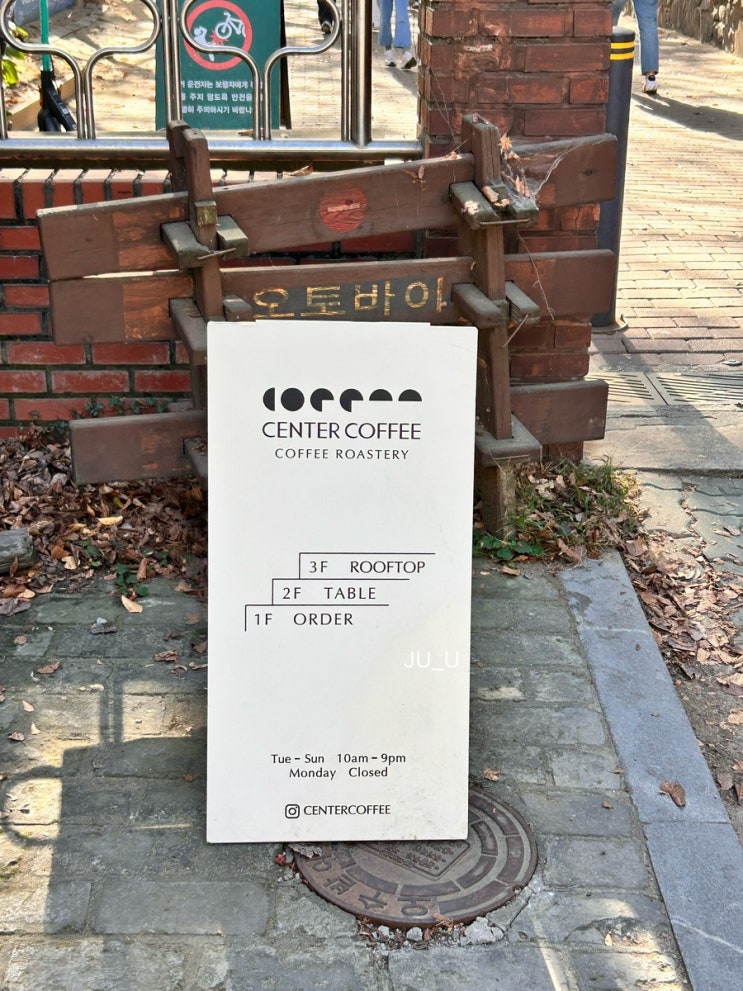 오토바이
CENTER COFFEE
COFFEE ROASTERY
3F ROOFTOP
2F TABLE
1F ORDER
JU_U
Tue - Sun 10am - 9pm
Monday Closed
CENTERCOFFEE